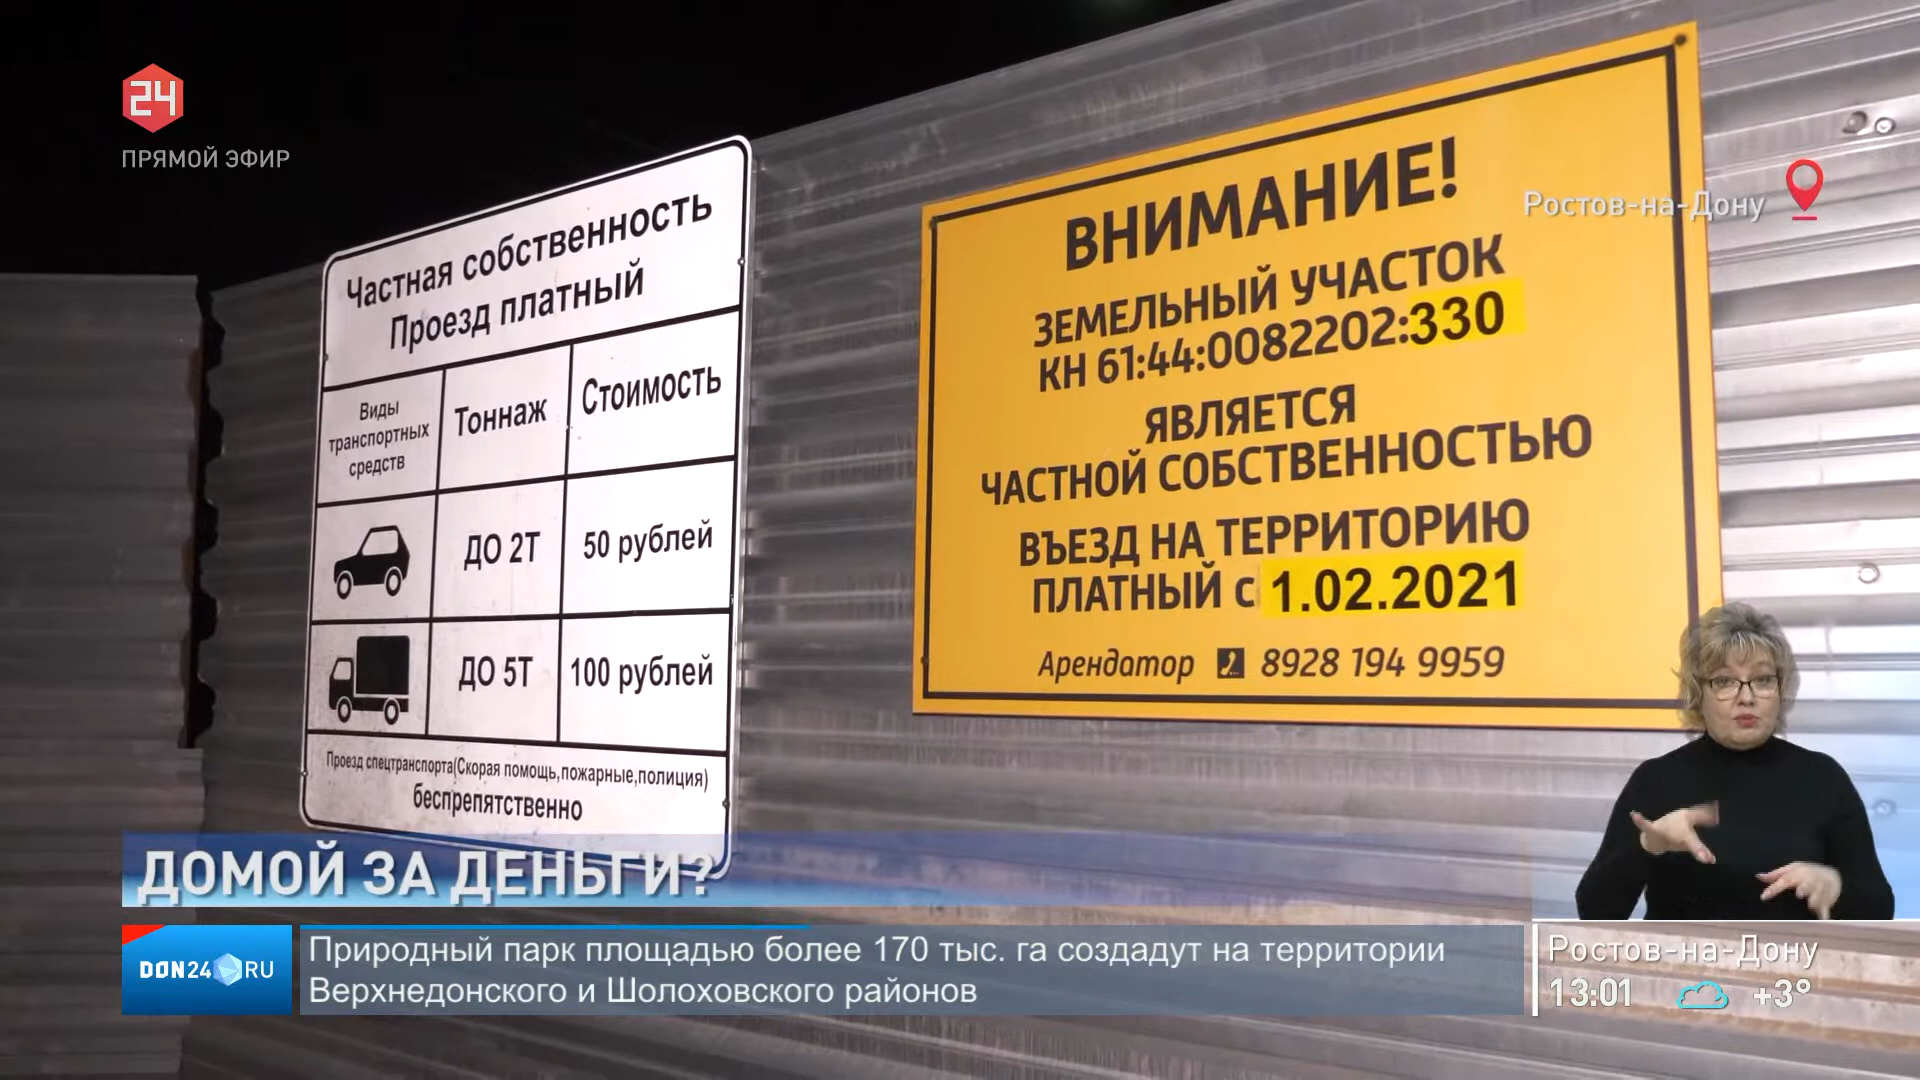 24
ПРЯМОЙ ЭФИР
Частная собственность
Проезд платный
Виды
транспортных
средств
Тоннаж
Стоимость
ДО 2Т
50 рублей
ДО 5Т
100 рублей
Проезд спецтранспорта(Скорая помощь,пожарные,полиция)
беспрепятственно
ВНИМАНИЕ!
ЗЕМЕЛЬНЫЙ УЧАСТОК
КН 61:44:0082202:330
ЯВЛЯЕТСЯ
ЧАСТНОЙ СОБСТВЕННОСТЬЮ
ВЪЕЗД НА ТЕРРИТОРИЮ
ПЛАТНЫЙ С 1.02.2021
Арендатор 8928 194 9959
Ростов-на-Дону
ДОМОЙ ЗА ДЕНЬГИ?
DON24.RU
Природный парк площадью более 170 тыс. га создадут на территории
Верхнедонского и Шолоховского районов
Ростов-на-Дону
13:01 +3°